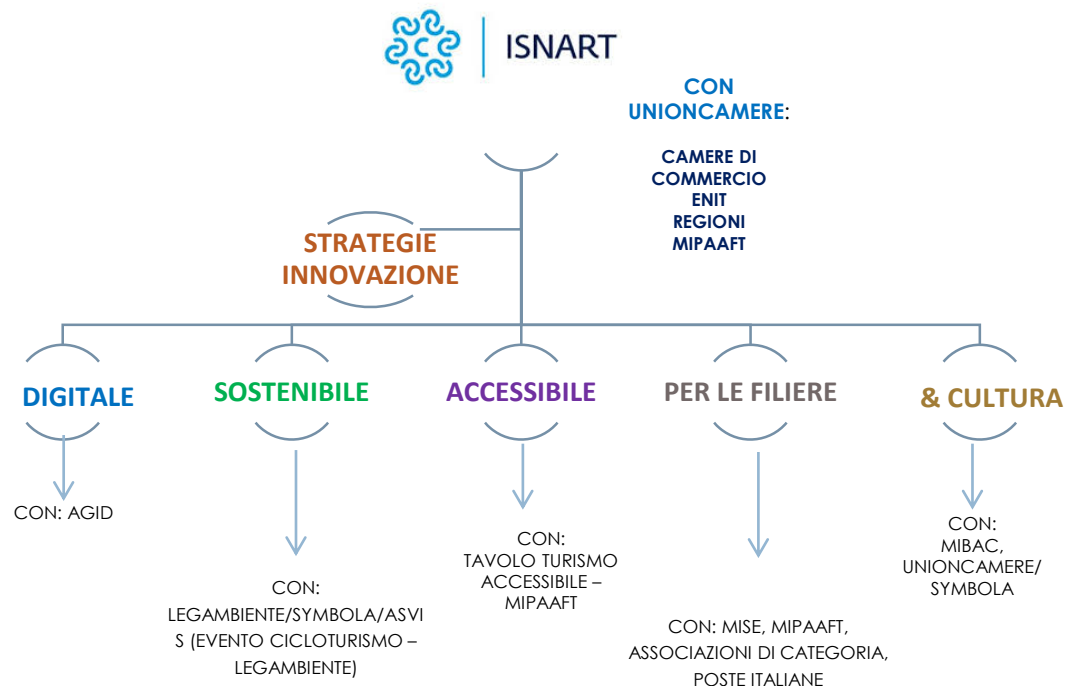 ISNART
CON
UNIONCAMERE:
CAMERE DI
COMMERCIO
ENIT
REGIONI
MIPAAFT
STRATEGIE
INNOVAZIONE
DIGITALE
SOSTENIBILE
ACCESSIBILE
PER LE FILIERE
& CULTURA
CON: AGID
CON:
LEGAMBIENTE/SYMBOLA/ASVI
S (EVENTO CICLOTURISMO –
LEGAMBIENTE)
CON:
TAVOLO TURISMO
ACCESSIBILE –
MIPAAFT
CON: MISE, MIPAAFT,
ASSOCIAZIONI DI CATEGORIA,
POSTE ITALIANE
CON:
MIBAC,
UNIONCAMERE/
SYMBOLA